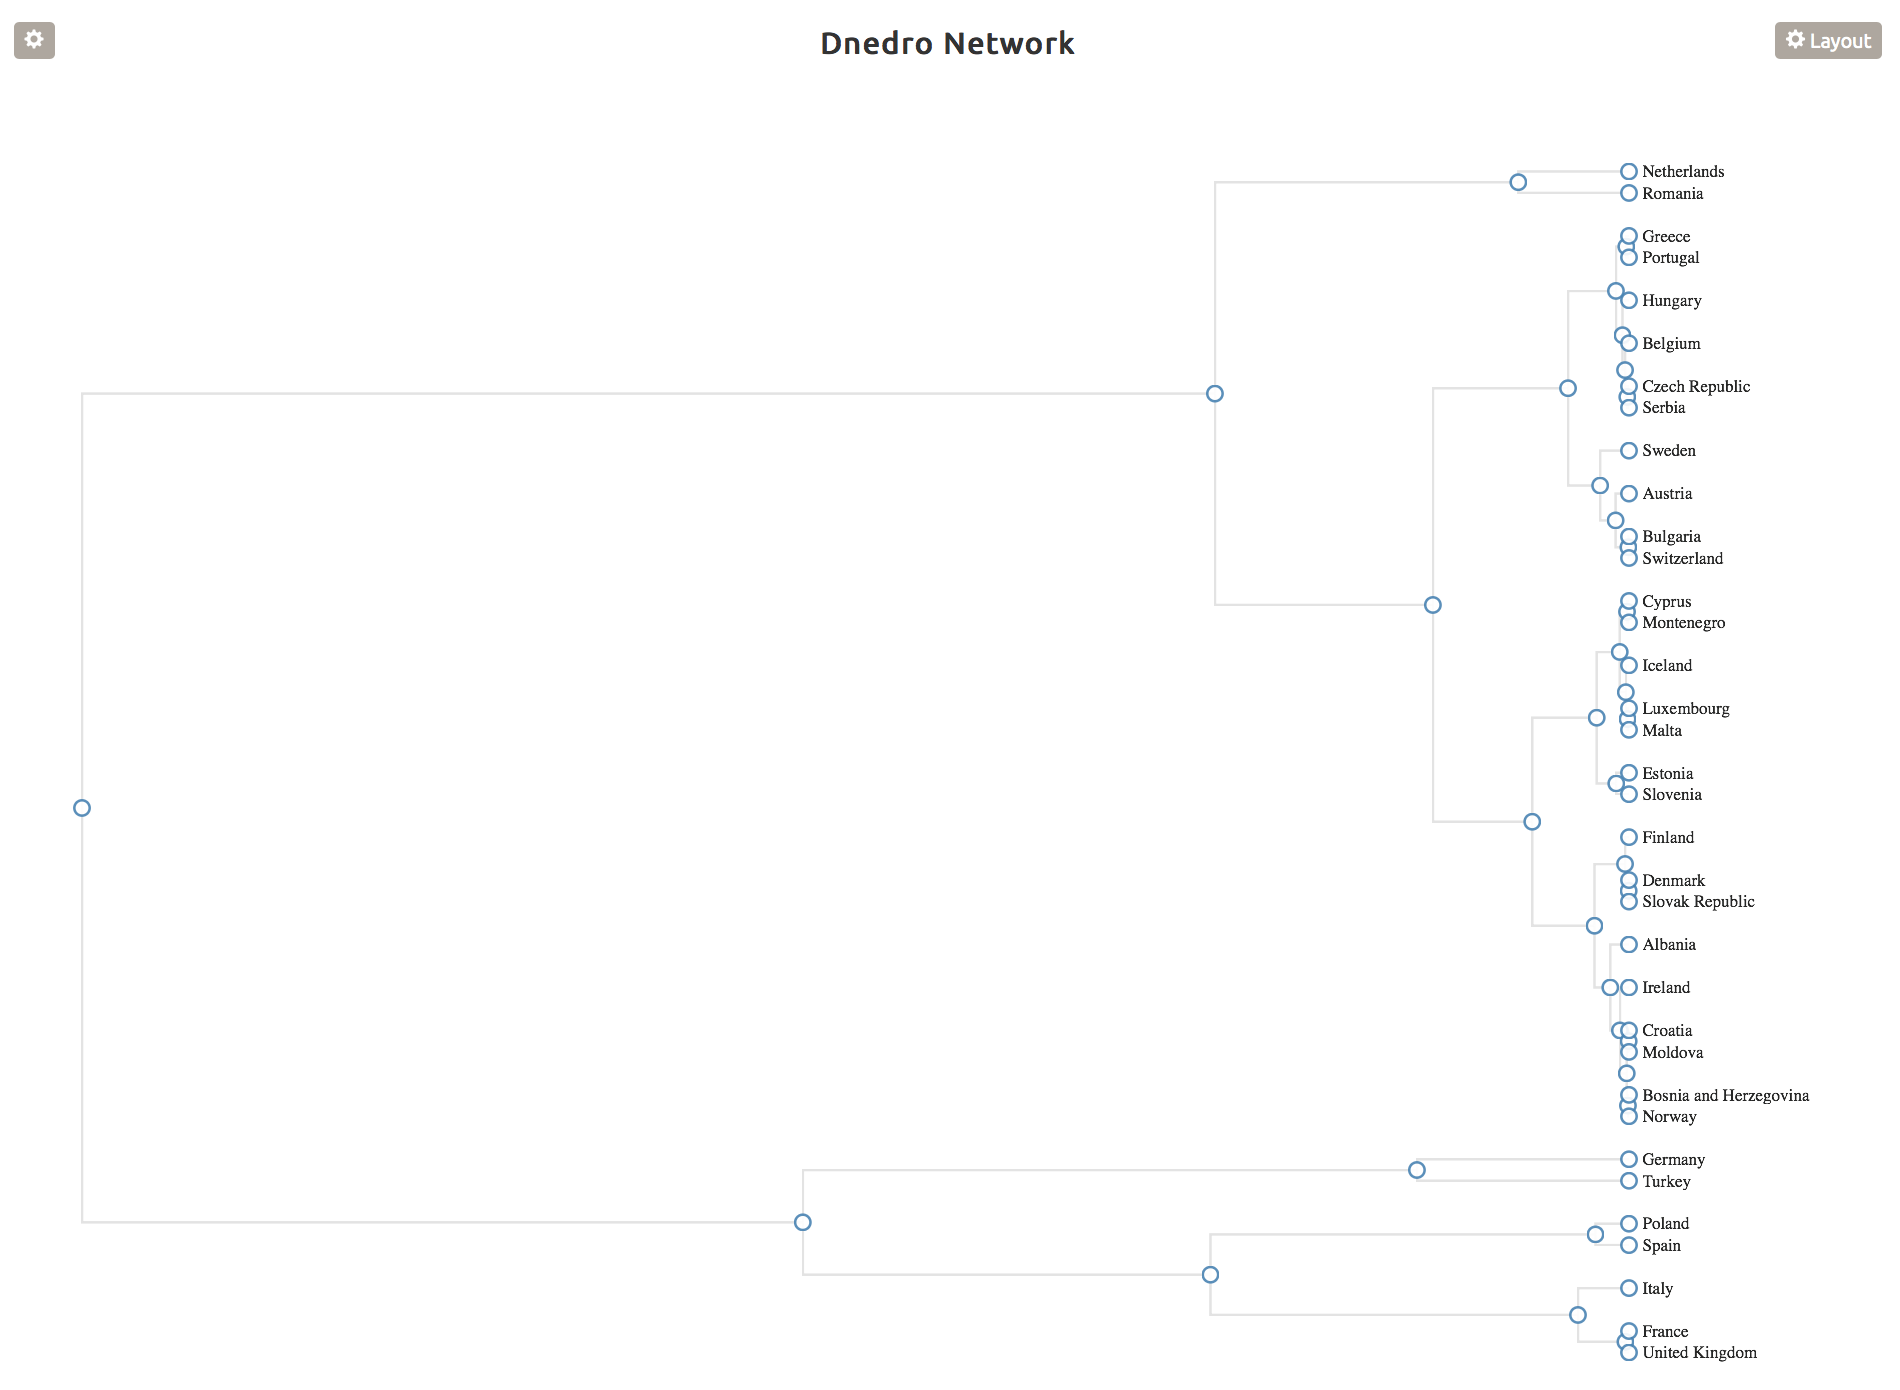 Dnedro Network
Layout
Netherlands
Romania
Greece
Portugal
Hungary
Belgium
Czech Republic
Serbia
Sweden
Austria
Bulgaria
Switzerland
Cyprus
Montenegro
Iceland
Luxembourg
Malta
Estonia
Slovenia
Finland
Denmark
Slovak Republic
Albania
Ireland
Croatia
Moldova
Bosnia and Herzegovina
Norway
Germany
Turkey
Poland
Spain
Italy
France
United Kingdom